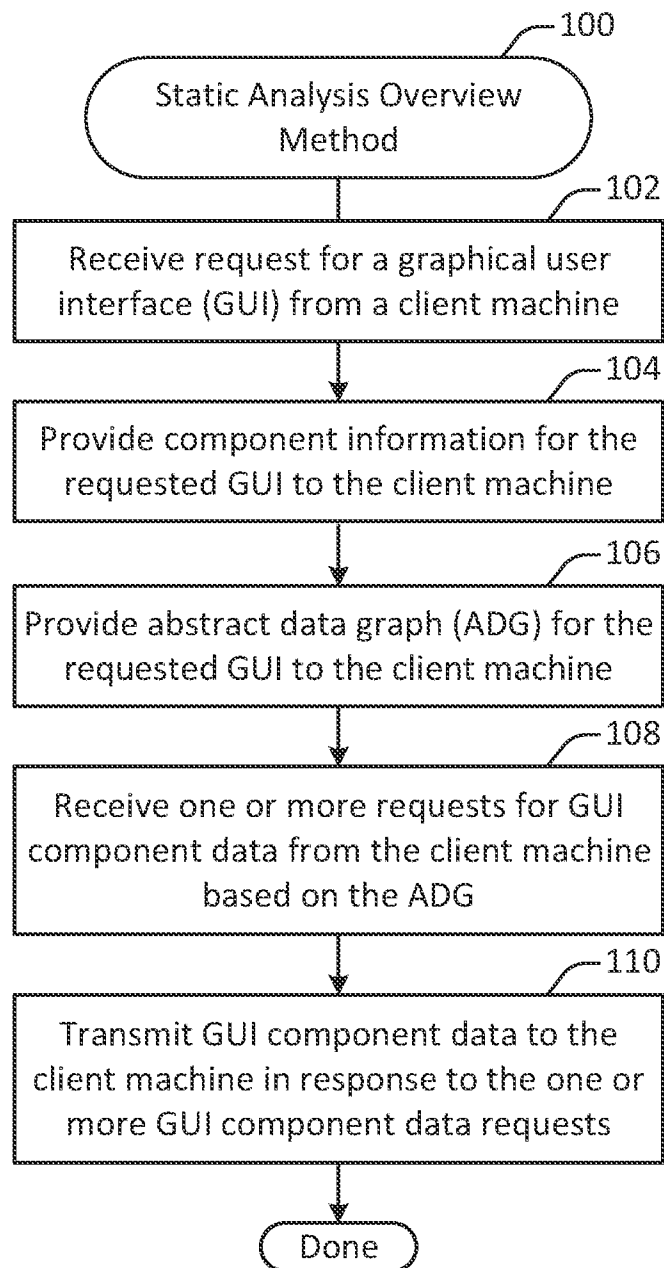 100
Static Analysis Overview
Method
102
Receive request for a graphical user
interface (GUI) from a client machine
104
Provide component information for the
requested GUI to the client machine
106
Provide abstract data graph (ADG) for the
requested GUI to the client machine
108
Receive one or more requests for GUI
component data from the client machine
based on the ADG
110
Transmit GUI component data to the
client machine in response to the one or
more GUI component data requests
Done